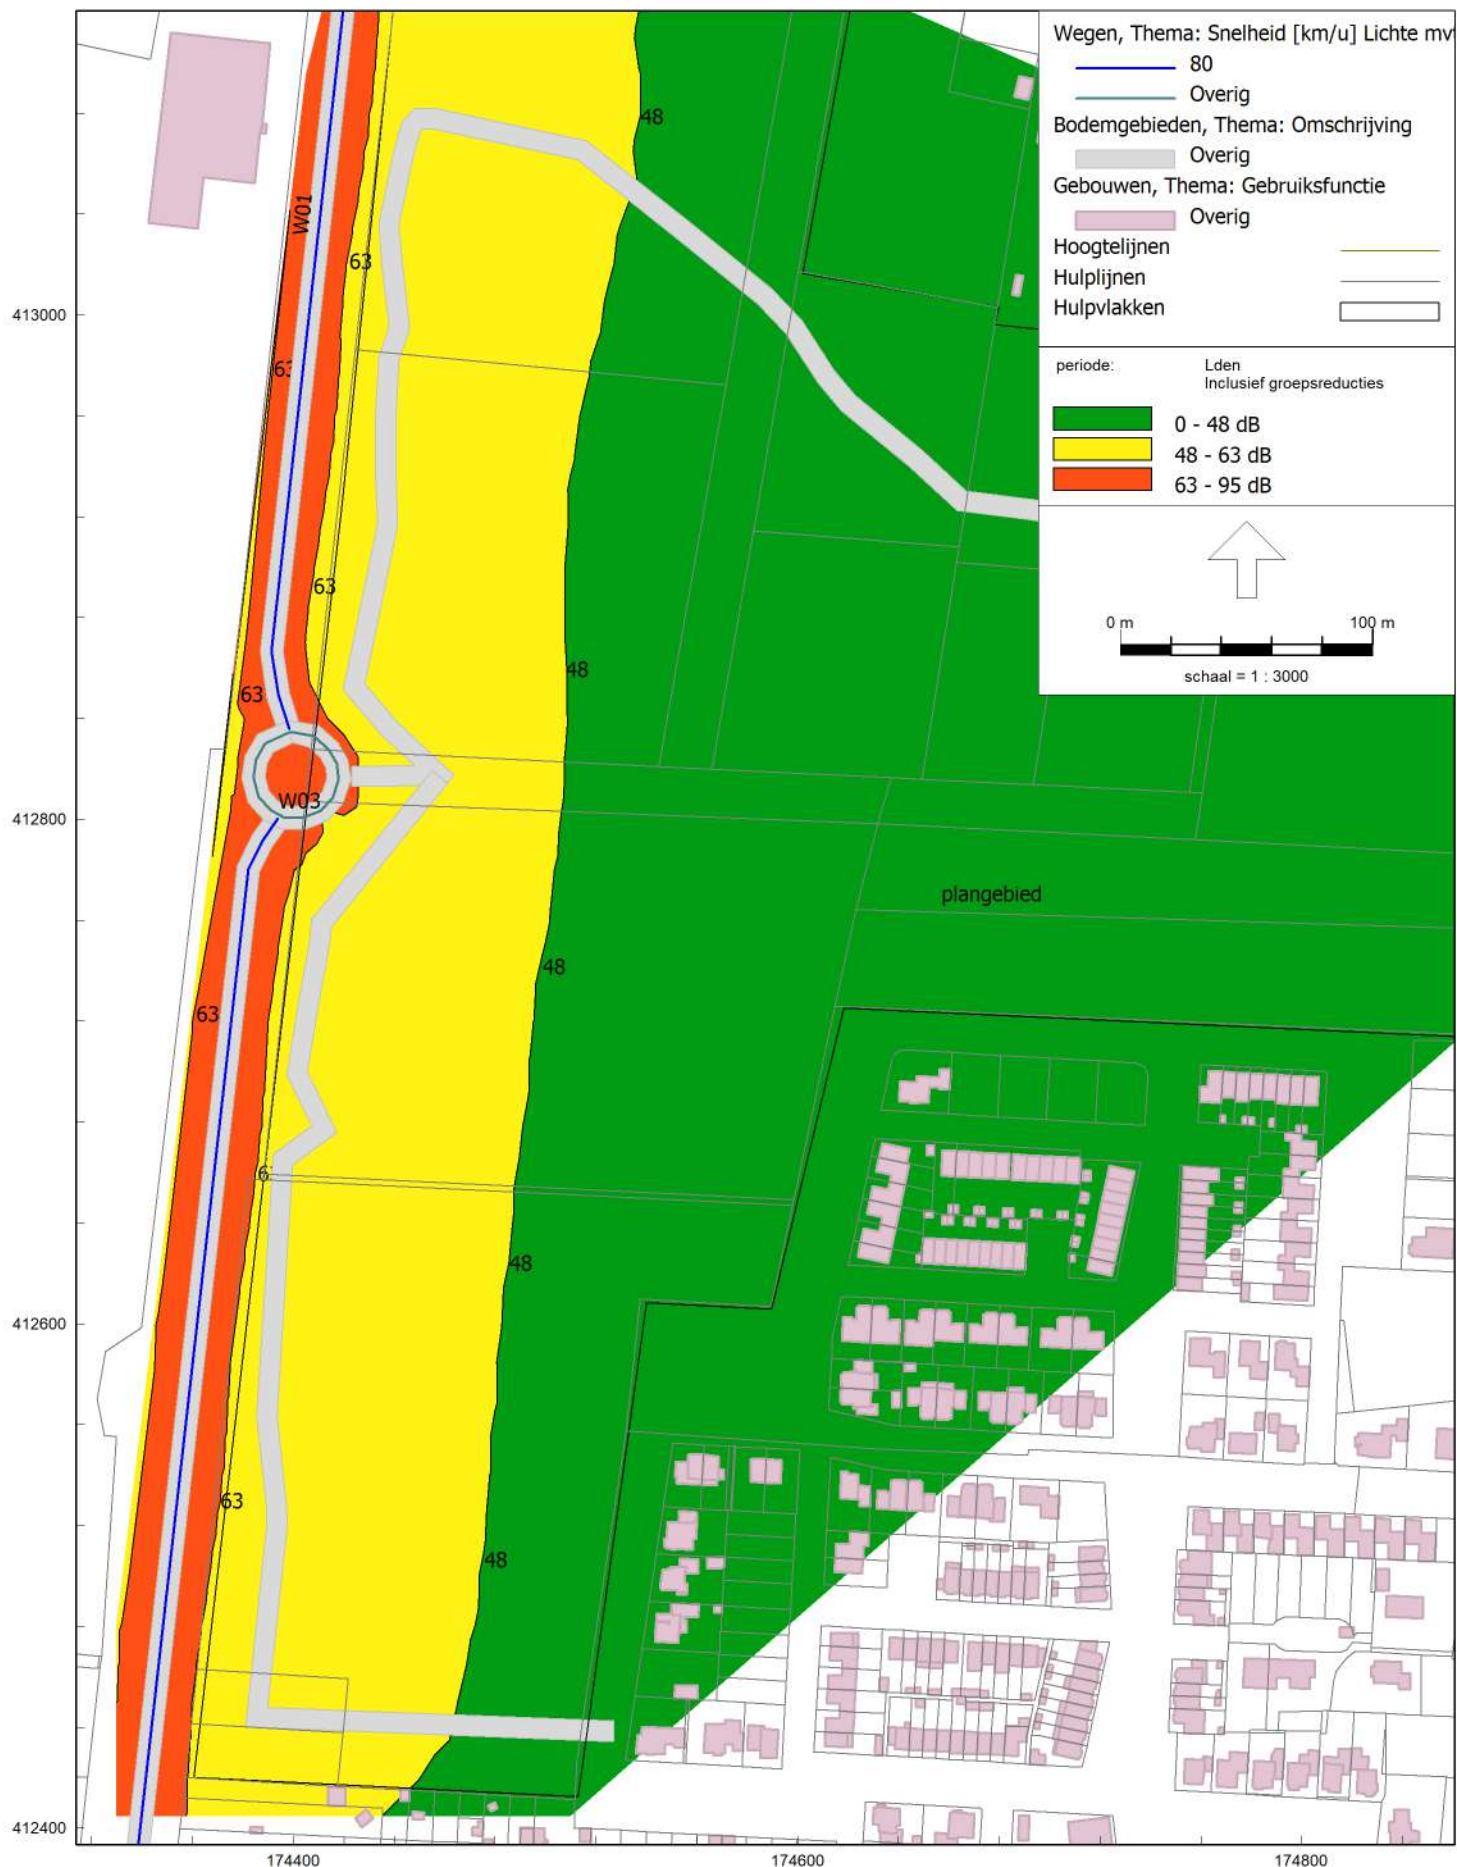 Wegen, Thema: Snelheid [km/u] Lichte mv
80
Overig
Bodemgebieden, Thema: Omschrijving
Overig
Gebouwen, Thema: Gebruiksfunctie
Overig
Hoogtelijnen
Hulplijnen
Hulpvlakken
periode:
Lden
Inclusief groepsreducties
0 - 48 dB
48 - 63 dB
63 - 95 dB
0 m
100 m
schaal = 1 : 3000
48
W01
63
413000
63
63
48
63
W03
412800
plangebied
48
63
6
48
412600
63
48
412400
174400
174600
174800